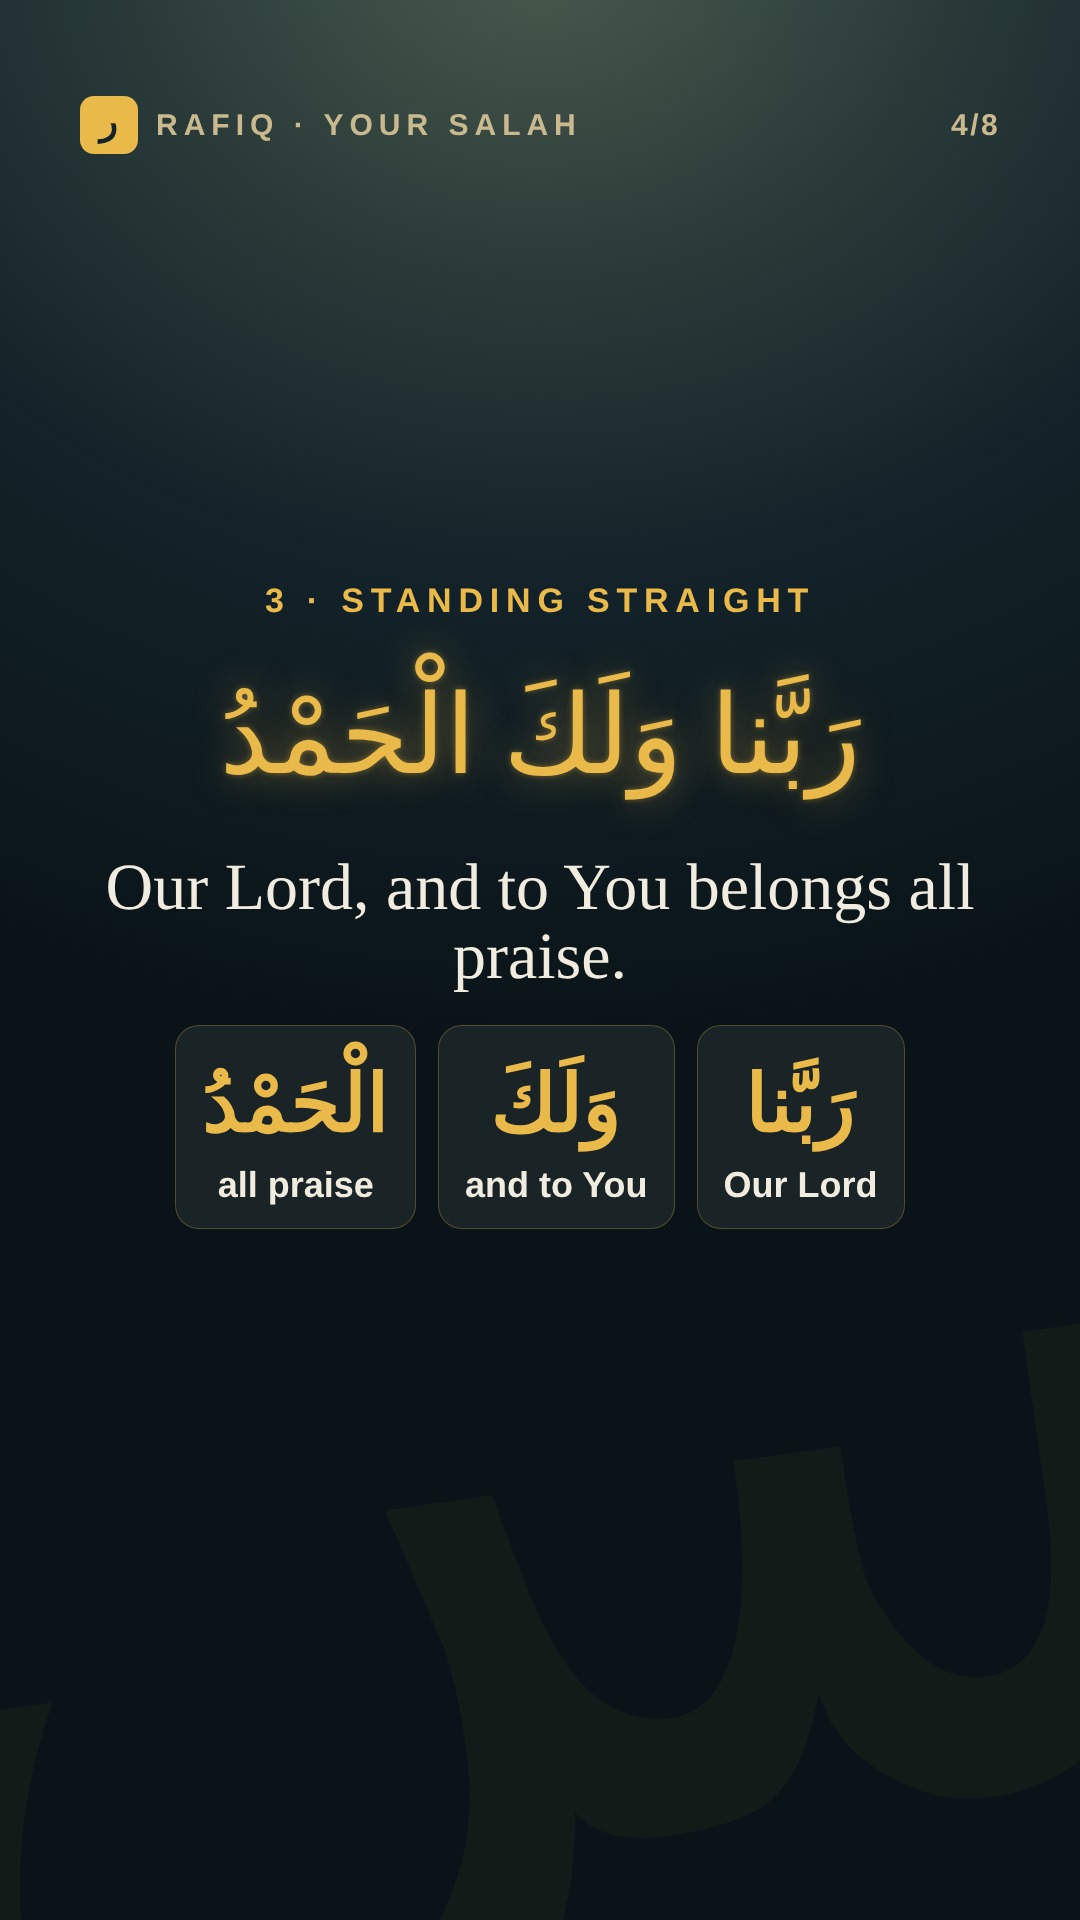 ر RAFIQ · YOUR SALAH 4/8
3 · STANDING STRAIGHT
رَبَّنا وَلَكَ الْحَمْدُ
Our Lord, and to You belongs all
praise.
رَبَّنا وَلَكَ الْحَمْدُ
all praise and to You Our Lord